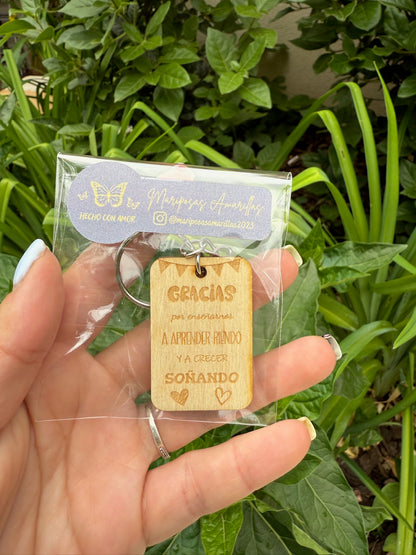 Mariposas Amarillas
HECHO CON AMOR
@mariposasamarillas2023
GRACIAS
por enseñarnos
A APRENDER RIENDO
Y A CRECER
SOÑANDO